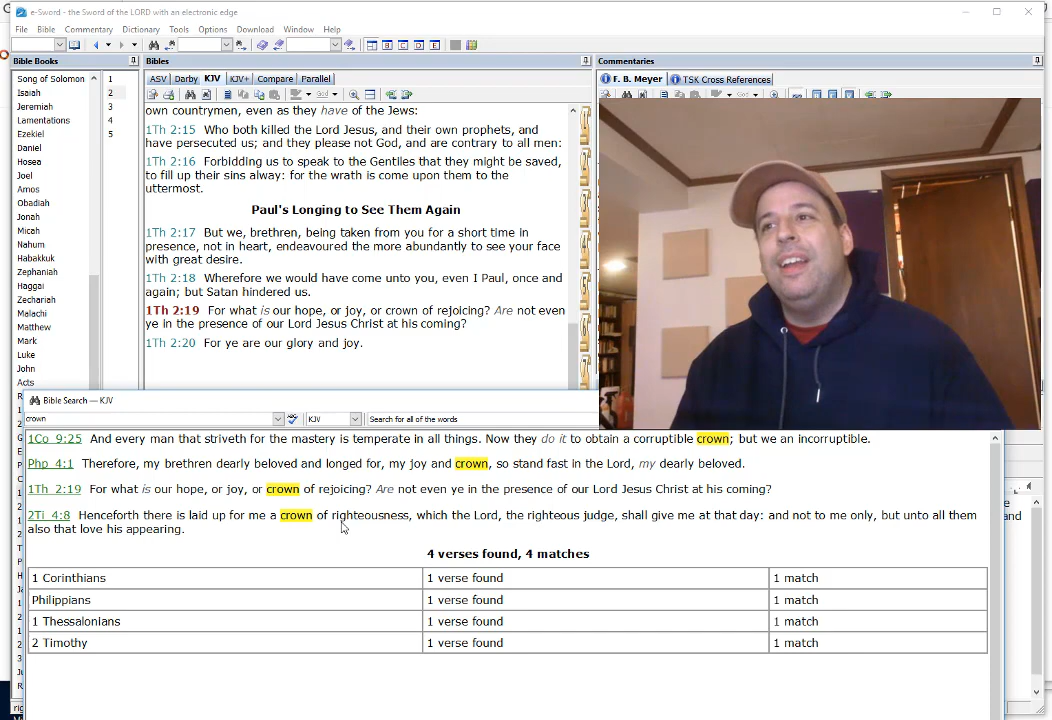 e-Sword - the Sword of the LORD with an electronic edge
File Bible Commentary Dictionary Tools Options Download Window Help
B C D E
Bible Books
Bibles
Commentaries
Song of Solomon
Isaiah
Jeremiah
Lamentations
Ezekiel
Daniel
Hosea
Joel
Amos
Obadiah
Jonah
Micah
Nahum
Habakkuk
Zephaniah
Haggai
Zechariah
Malachi
Matthew
Mark
Luke
John
Acts
1
2
3
4
5
ASV Darby KJV KJV+ Compare Parallel
own countrymen, even as they have of the Jews:
1Th 2:15 Who both killed the Lord Jesus, and their own prophets, and
have persecuted us; and they please not God, and are contrary to all men:
1Th 2:16 Forbidding us to speak to the Gentiles that they might be saved,
to fill up their sins alway: for the wrath is come upon them to the
uttermost.
Paul's Longing to See Them Again
1Th 2:17 But we, brethren, being taken from you for a short time in
presence, not in heart, endeavoured the more abundantly to see your face
with great desire.
1Th 2:18 Wherefore we would have come unto you, even I Paul, once and
again; but Satan hindered us.
1Th 2:19 For what is our hope, or joy, or crown of rejoicing? Are not even
ye in the presence of our Lord Jesus Christ at his coming?
1Th 2:20 For ye are our glory and joy.
F. B. Meyer TSK Cross References
Bible Search — KJV
crown
KJV
Search for all of the words
1Co 9:25 And every man that striveth for the mastery is temperate in all things. Now they do it to obtain a corruptible crown; but we an incorruptible.
Php 4:1 Therefore, my brethren dearly beloved and longed for, my joy and crown, so stand fast in the Lord, my dearly beloved.
1Th 2:19 For what is our hope, or joy, or crown of rejoicing? Are not even ye in the presence of our Lord Jesus Christ at his coming?
2Ti 4:8 Henceforth there is laid up for me a crown of righteousness, which the Lord, the righteous judge, shall give me at that day: and not to me only, but unto all them
also that love his appearing.
4 verses found, 4 matches
1 Corinthians 1 verse found 1 match
Philippians 1 verse found 1 match
1 Thessalonians 1 verse found 1 match
2 Timothy 1 verse found 1 match
and